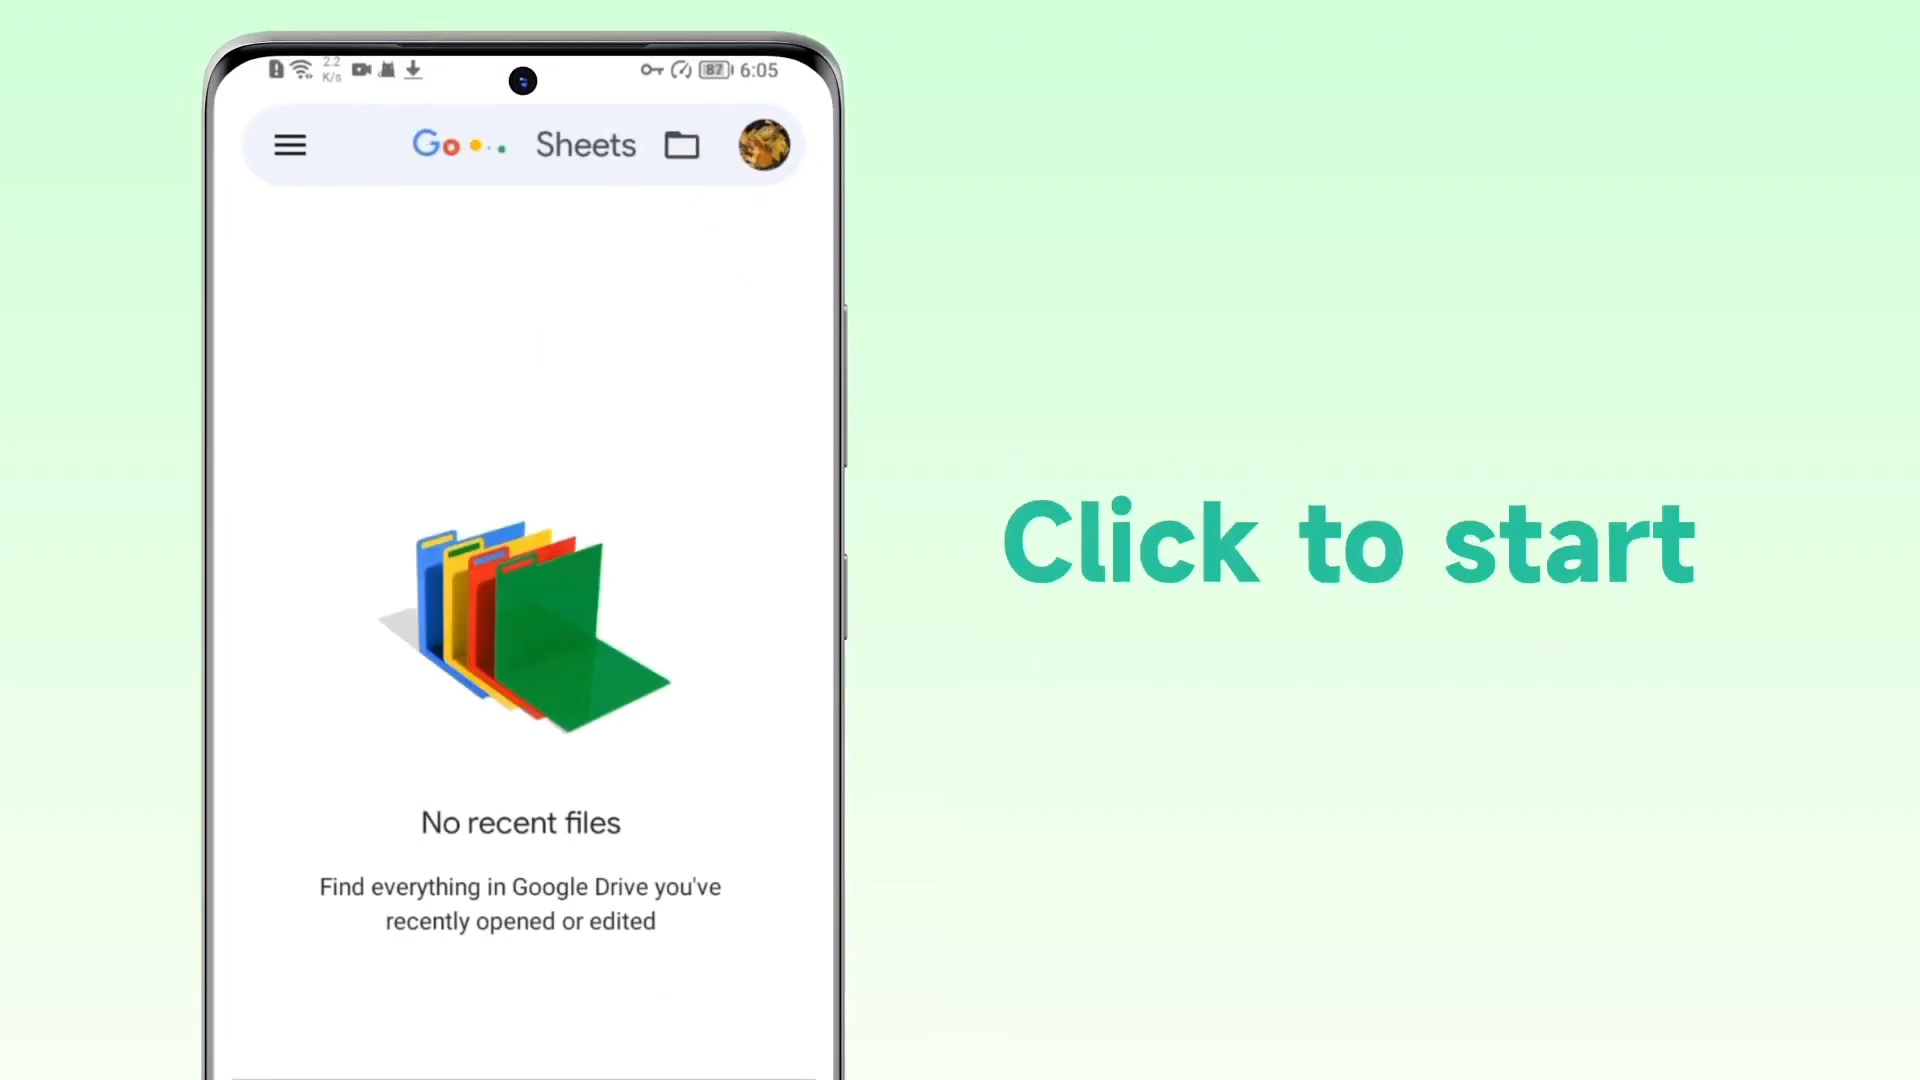 2.2
K/s
87
6:05
Go
Sheets
Click to start
No recent files
Find everything in Google Drive you've
recently opened or edited